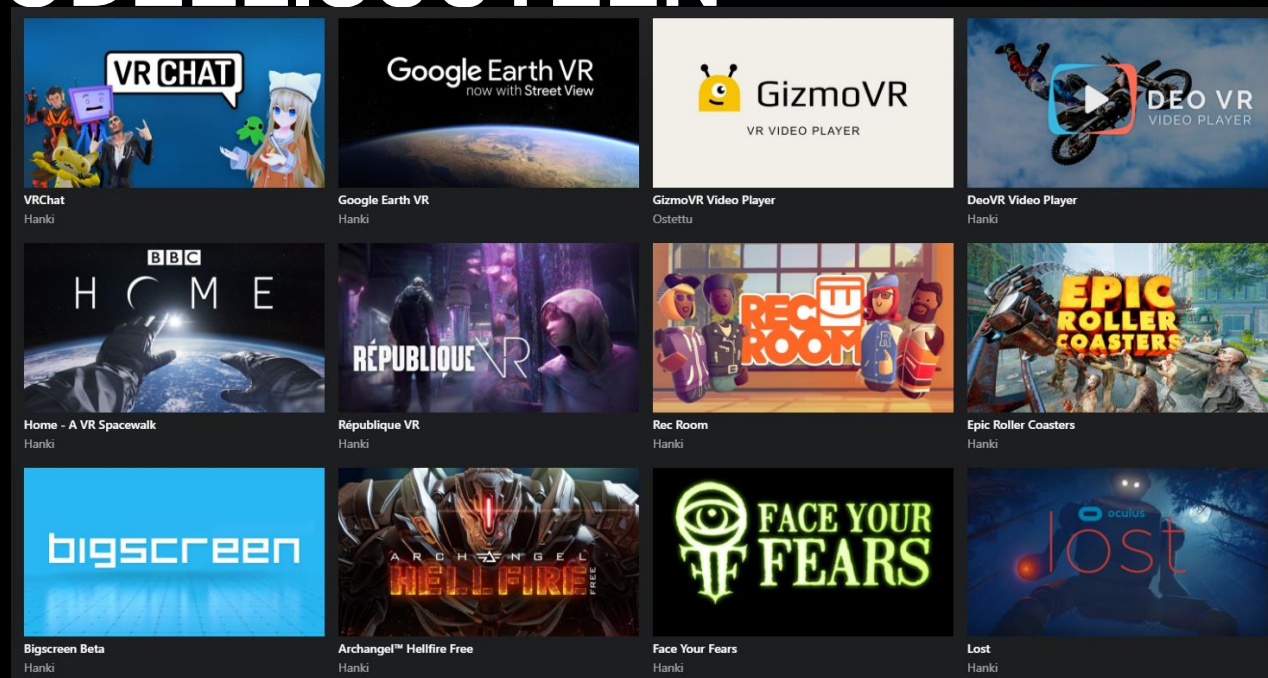 VRCHAT
Google Earth VR
now with Street View
GizmoVR
VR VIDEO PLAYER
DEO VR
VIDEO PLAYER
VRChat
Google Earth VR
GizmoVR Video Player
DeoVR Video Player
Hanki
Hanki
Ostettu
Hanki
BBC
HOME
RÉPUBLIQUE VR
REC
ROOM
EPIC
ROLLER
COASTERS
Home - A VR Spacewalk
République VR
Rec Room
Epic Roller Coasters
Hanki
Hanki
Hanki
Hanki
bigscreen
ARCHANGEL
HELLFIRE
FREE
FACE YOUR
FEARS
oculus
lost
Bigscreen Beta
Archangel™ Hellfire Free
Face Your Fears
Lost
Hanki
Hanki
Hanki
Hanki